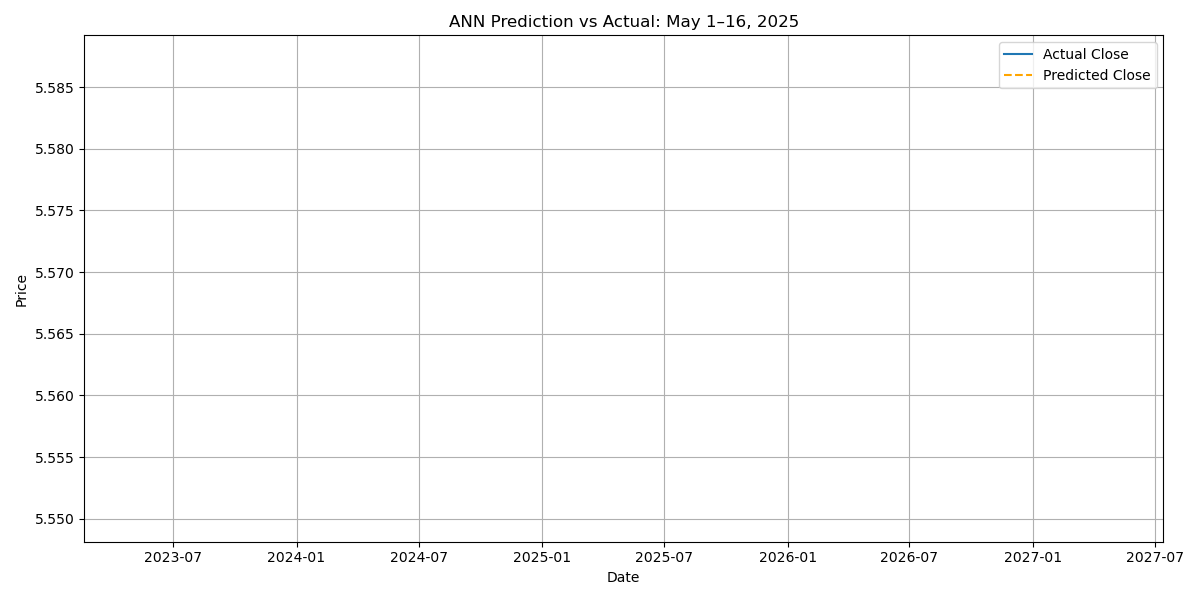 ANN Prediction vs Actual: May 1–16, 2025
Actual Close
Predicted Close
Price
5.585
5.580
5.575
5.570
5.565
5.560
5.555
5.550
2023-07 2024-01 2024-07 2025-01 2025-07 2026-01 2026-07 2027-01 2027-07
Date